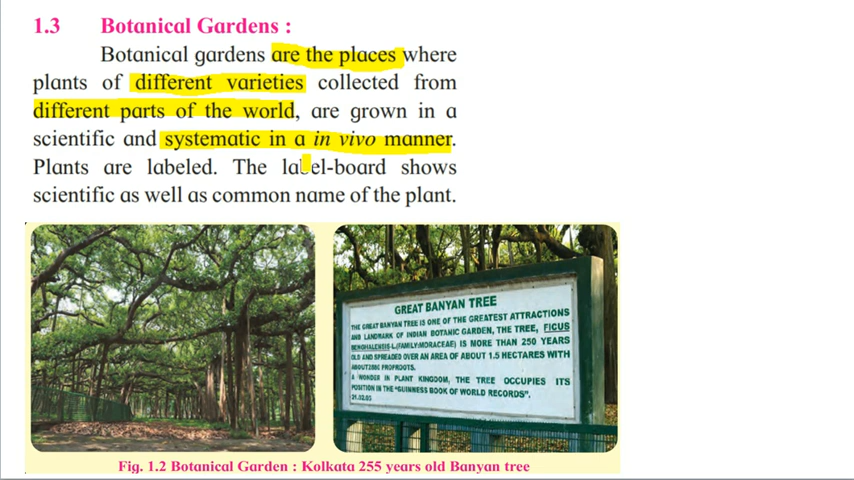 1.3 Botanical Gardens :
Botanical gardens are the places where
plants of different varieties collected from
different parts of the world, are grown in a
scientific and systematic in a in vivo manner.
Plants are labeled. The label-board shows
scientific as well as common name of the plant.
GREAT BANYAN TREE
THE GREAT BANYAN TREE IS ONE OF THE GREATEST ATTRACTIONS
AND LANDMARK OF INDIAN BOTANIC GARDEN, THE TREE, FICUS
BENGHALENSIS L.(FAMILY:MORACEAE) IS MORE THAN 250 YEARS
OLD AND SPREADED OVER AN AREA OF ABOUT 1.5 HECTARES WITH
A WONDER IN PLANT KINGDOM, THE TREE OCCUPIES ITS
POSITION IN THE "GUINNESS BOOK OF WORLD RECORDS".
Fig. 1.2 Botanical Garden : Kolkata 255 years old Banyan tree